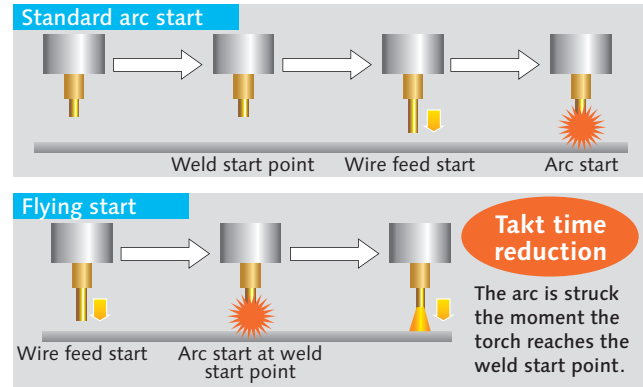 Standard arc start
Weld start point
Wire feed start
Arc start
Flying start
Wire feed start
Arc start at weld
start point
Takt time
reduction
The arc is struck
the moment the
torch reaches the
weld start point.